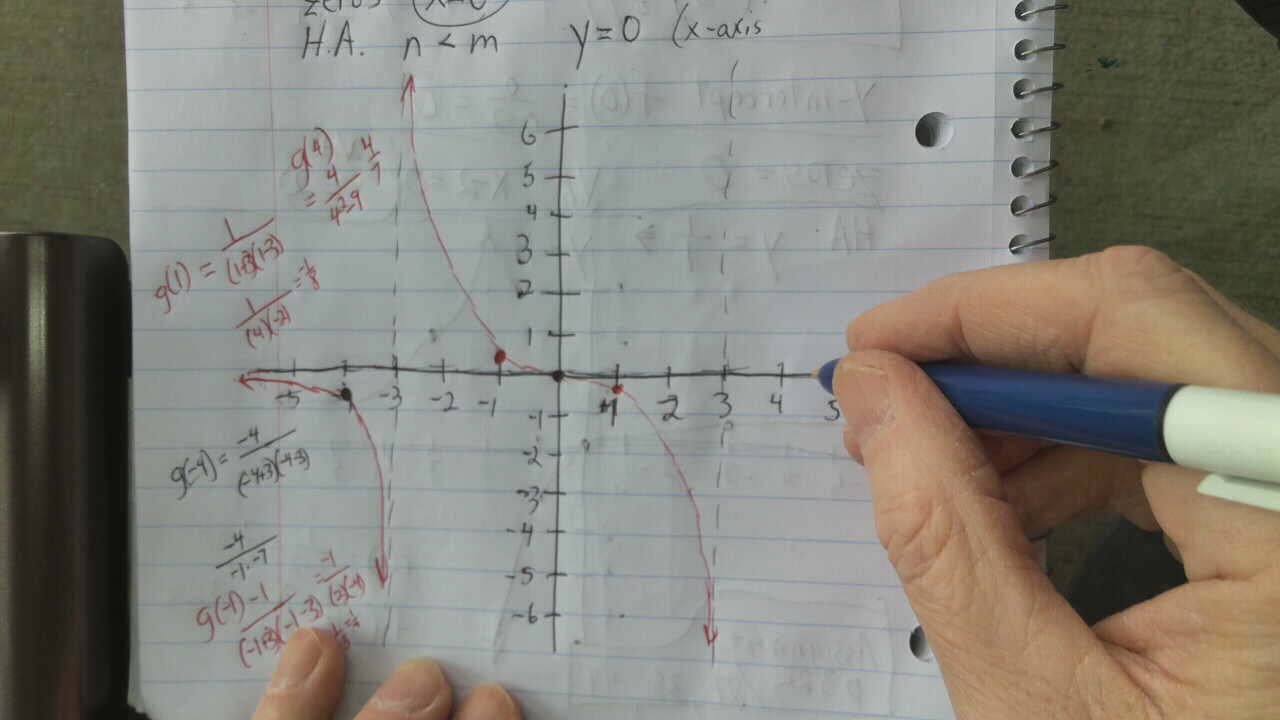 zeros x=0
H.A. n < m y=0 (x-axis
g(4) 4/7
= 4/4²-9
g(1) = 1/(1+3)(1-3)
1/(4)(-2) = -1/8
6
5
4
3
2
1
-5 -3 -2 -1 1 2 3 4 5
-1
-2
-3
-4
-5
-6
g(-4) = -4/(-4+3)(-4-3)
-4/-1·-7
g(-1) -1/(-1+3)(-1-3) = -1/(2)(-4)